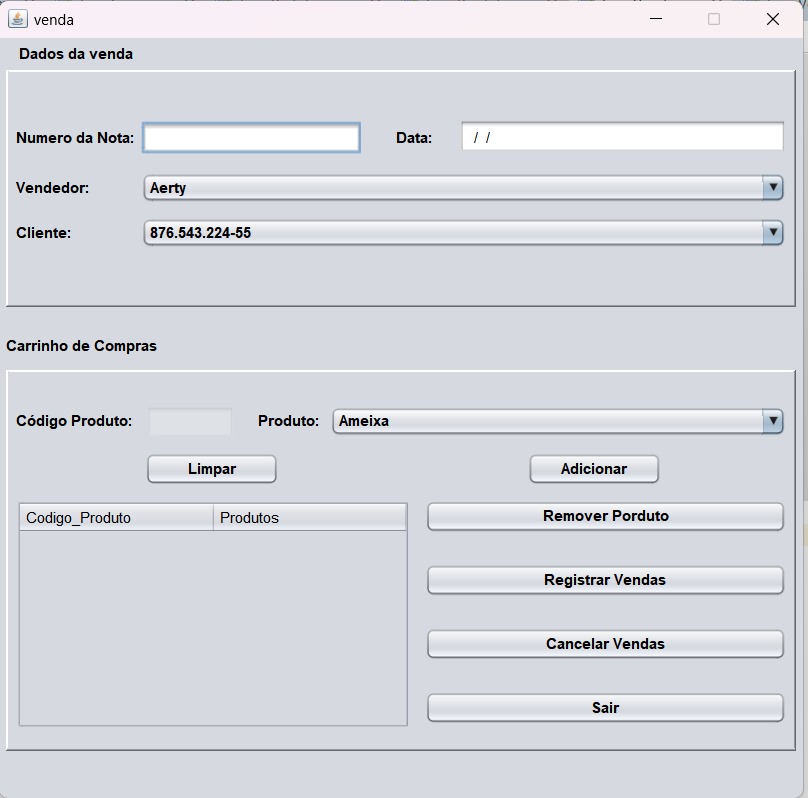 venda
Dados da venda
Numero da Nota: Data: / /
Vendedor: Aerty
Cliente: 876.543.224-55
Carrinho de Compras
Código Produto: Produto: Ameixa
Limpar Adicionar
Codigo_Produto Produtos
Remover Porduto
Registrar Vendas
Cancelar Vendas
Sair